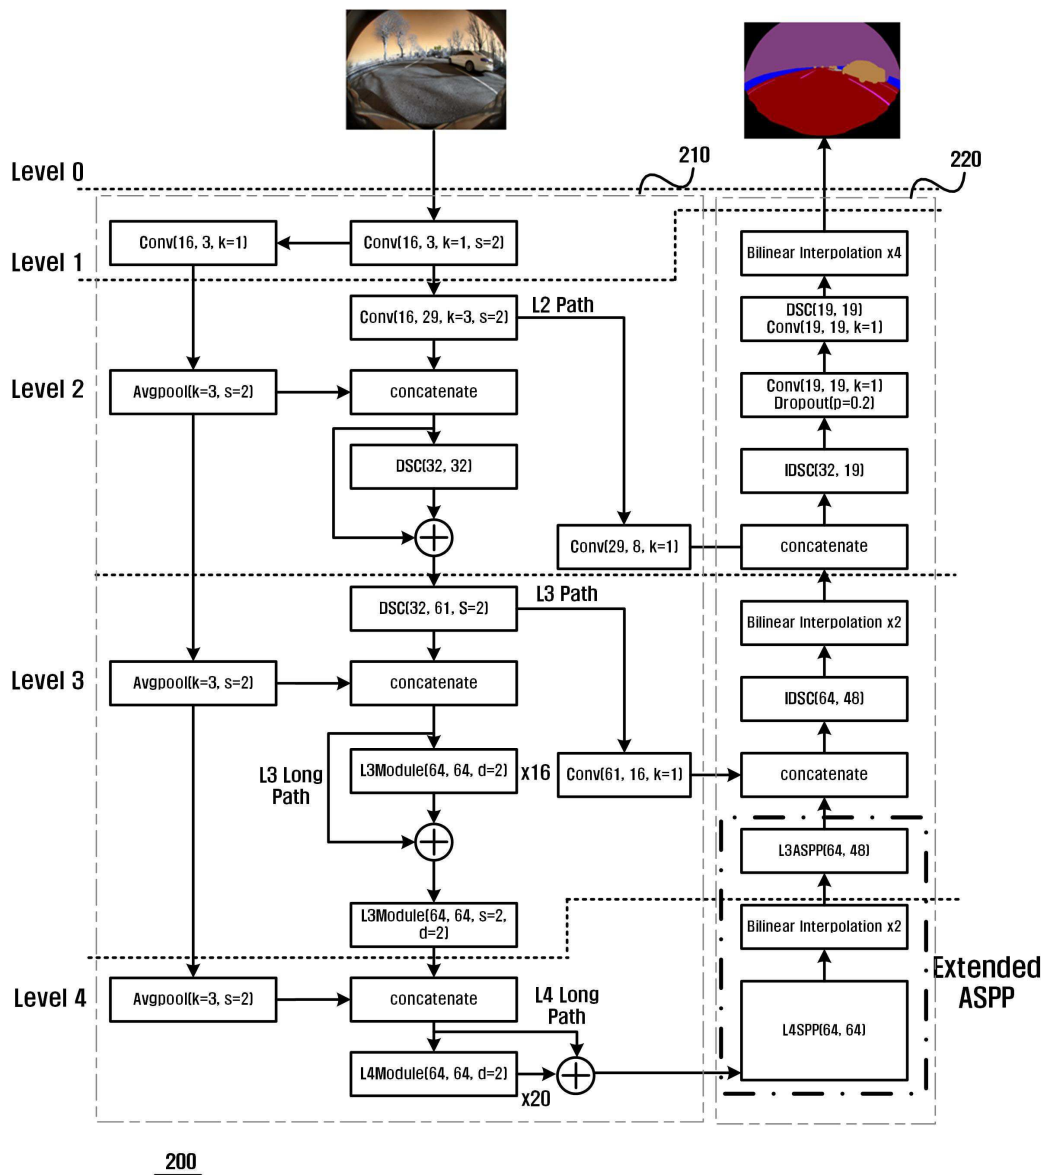 210
220
Level 0
Conv(16, 3, k=1)
Conv(16, 3, k=1, s=2)
Level 1
Bilinear Interpolation x4
Conv(16, 29, k=3, s=2)
L2 Path
DSC(19, 19)
Conv(19, 19, k=1)
Level 2
Avgpool(k=3, s=2)
concatenate
Conv(19, 19, k=1)
Dropout(p=0.2)
DSC(32, 32)
IDSC(32, 19)
Conv(29, 8, k=1)
concatenate
DSC(32, 61, S=2)
L3 Path
Bilinear Interpolation x2
Level 3
Avgpool(k=3, s=2)
concatenate
IDSC(64, 48)
L3 Long
Path
L3Module(64, 64, d=2)
x16
Conv(61, 16, k=1)
concatenate
L3ASPP(64, 48)
L3Module(64, 64, s=2,
d=2)
Bilinear Interpolation x2
Extended
ASPP
Level 4
Avgpool(k=3, s=2)
concatenate
L4 Long
Path
L4SPP(64, 64)
L4Module(64, 64, d=2)
x20
200